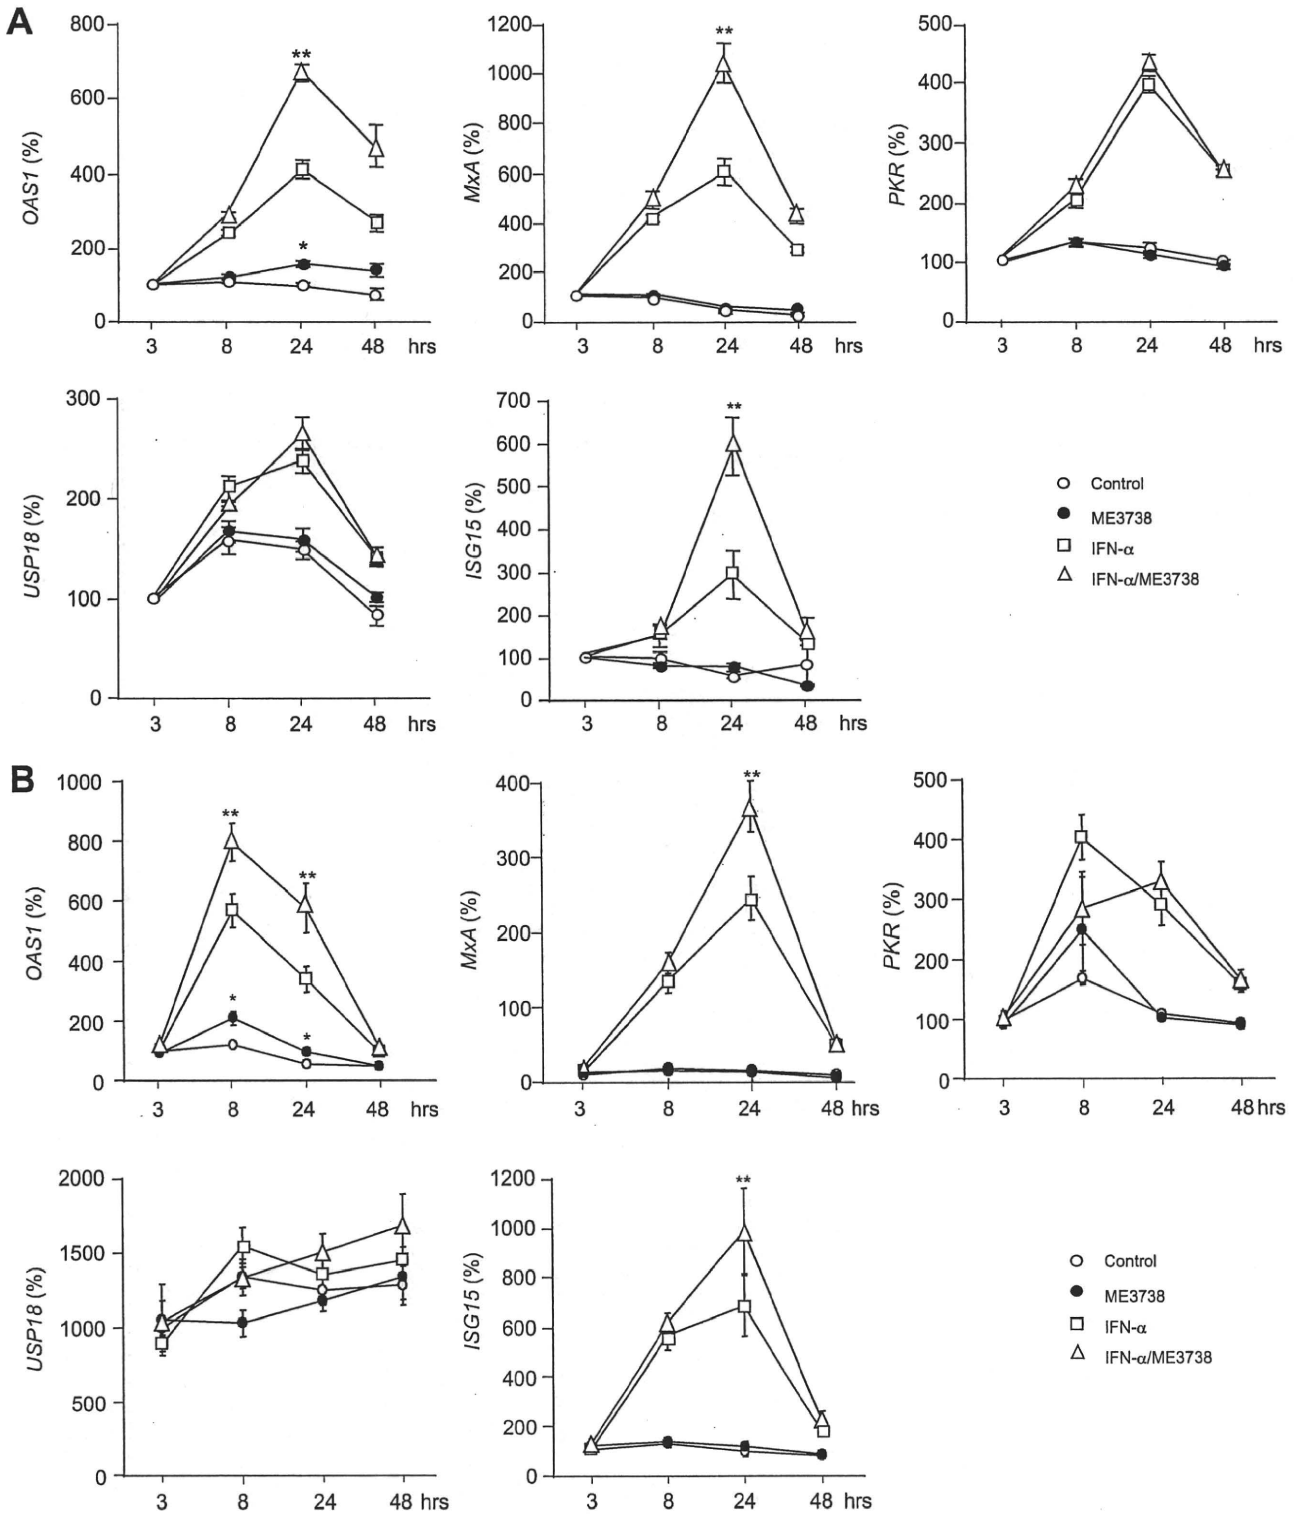 A
OAS1 (%)
800
600
400
200
0
**
*
3 8 24 48 hrs
MxA (%)
1200
1000
800
600
400
200
0
**
3 8 24 48 hrs
PKR (%)
500
400
300
200
100
0
3 8 24 48 hrs
USP18 (%)
300
200
100
0
3 8 24 48 hrs
ISG15 (%)
700
600
500
400
300
200
100
0
**
3 8 24 48 hrs
Control
ME3738
IFN-α
IFN-α/ME3738
B
OAS1 (%)
1000
800
600
400
200
0
**
**
*
*
3 8 24 48 hrs
MxA (%)
400
300
200
100
0
**
3 8 24 48 hrs
PKR (%)
500
400
300
200
100
0
3 8 24 48 hrs
USP18 (%)
2000
1500
1000
500
0
3 8 24 48 hrs
ISG15 (%)
1200
1000
800
600
400
200
0
**
3 8 24 48 hrs
Control
ME3738
IFN-α
IFN-α/ME3738